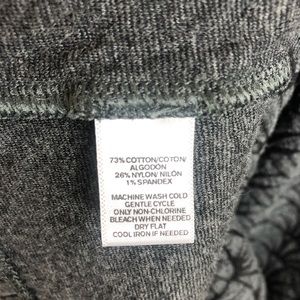 73% COTTON/COTON/
ALGODON
26% NYLON/NILÓN
1% SPANDEX
MACHINE WASH COLD
GENTLE CYCLE
ONLY NON-CHLORINE
BLEACH WHEN NEEDED
DRY FLAT
COOL IRON IF NEEDED